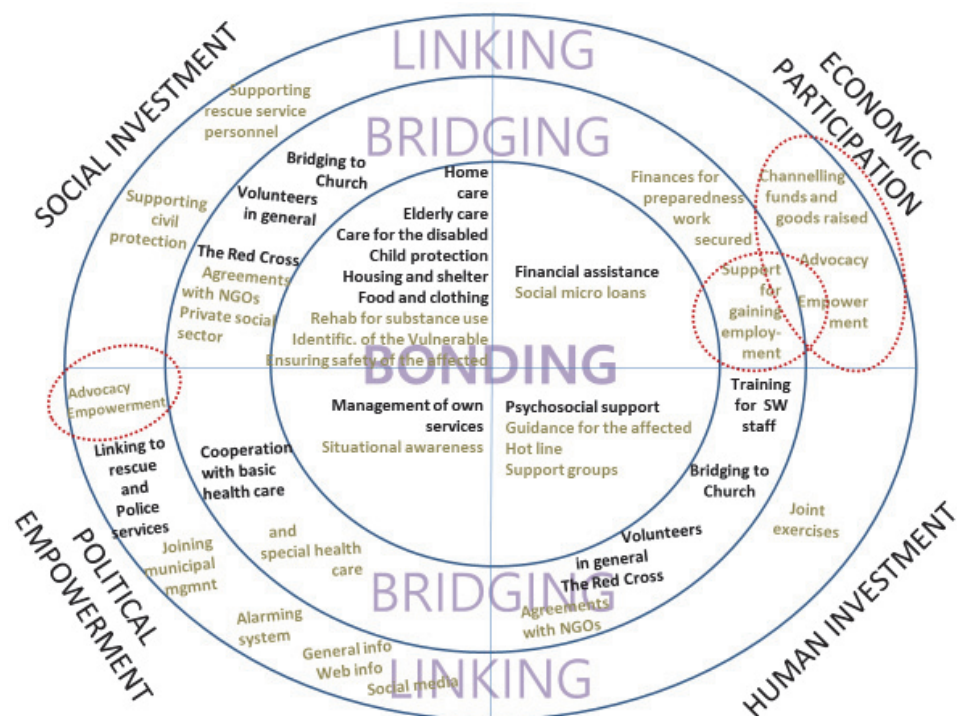 LINKING
SOCIAL INVESTMENT
ECONOMIC
PARTICIPATION
Supporting
rescue service
personnel
BRIDGING
Bridging to
Church
Volunteers
in general
Supporting
civil
protection
The Red Cross
Agreements
with NGOs
Private social
sector
Home
care
Elderly care
Care for the disabled
Child protection
Housing and shelter
Food and clothing
Rehab for substance use
Identific. of the Vulnerable
Ensuring safety of the affected
Financial assistance
Social micro loans
Finances for
preparedness
work
secured
Channelling
funds and
goods raised
Advocacy
Empower
ment
Support
for
gaining
employ-
ment
BONDING
Advocacy
Empowerment
Linking to
rescue
and
Police
services
Joining
municipal
mgmnt
Management of own
services
Situational awareness
Psychosocial support
Guidance for the affected
Hot line
Support groups
Training
for SW
staff
Bridging to
Church
Cooperation
with basic
health care
and
special health
care
Volunteers
in general
The Red Cross
Agreements
with NGOs
Joint
exercises
BRIDGING
Alarming
system
General info
Web info
Social media
LINKING
POLITICAL
EMPOWERMENT
HUMAN INVESTMENT